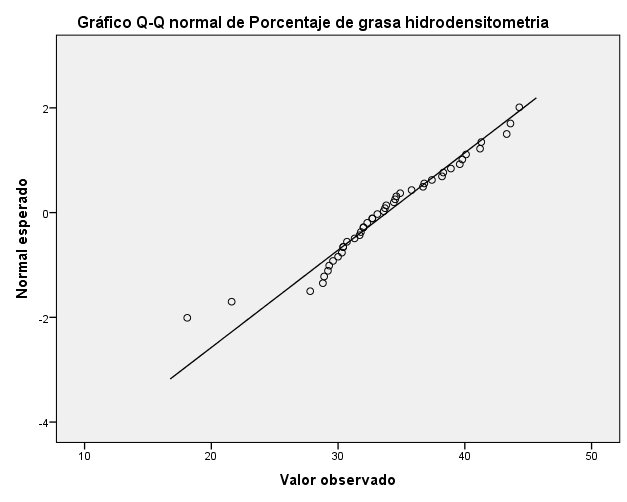 Gráfico Q-Q normal de Porcentaje de grasa hidrodensitometria
2
0
-2
-4
Normal esperado
10 20 30 40 50
Valor observado